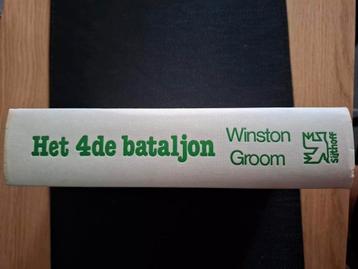 Het 4de bataljon
Winston
Groom
Sijthoff